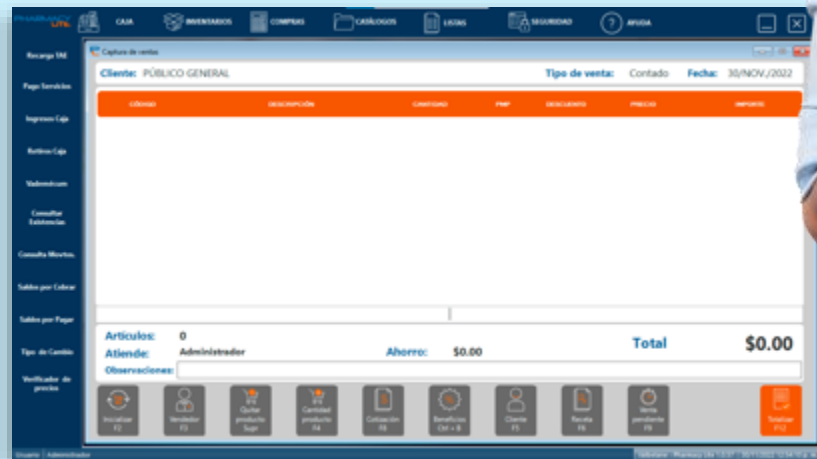 PHARMACY LITE.
CAJA
INVENTARIOS
COMPRAS
CATÁLOGOS
LISTAS
SEGURIDAD
AYUDA
Recarga TAE
Pago Servicios
Ingresos Caja
Retiros Caja
Vademécum
Consultar
Existencias
Consulta Movtos.
Saldos por Cobrar
Saldos por Pagar
Tipo de Cambio
Verificador de
precios
Captura de ventas
Cliente: PÚBLICO GENERAL Tipo de venta: Contado Fecha: 30/NOV./2022
CÓDIGO DESCRIPCIÓN CANTIDAD PMP DESCUENTO PRECIO IMPORTE
Artículos: 0
Atiende: Administrador Ahorro: $0.00 Total $0.00
Observaciones:
Inicializar
F2
Vendedor
F3
Quitar
producto
Supr
Cantidad
producto
F4
Cotización
F8
Beneficios
Ctrl + B
Cliente
F5
Receta
F6
Venta
pendiente
F9
Totalizar
F12
Usuario Administrador